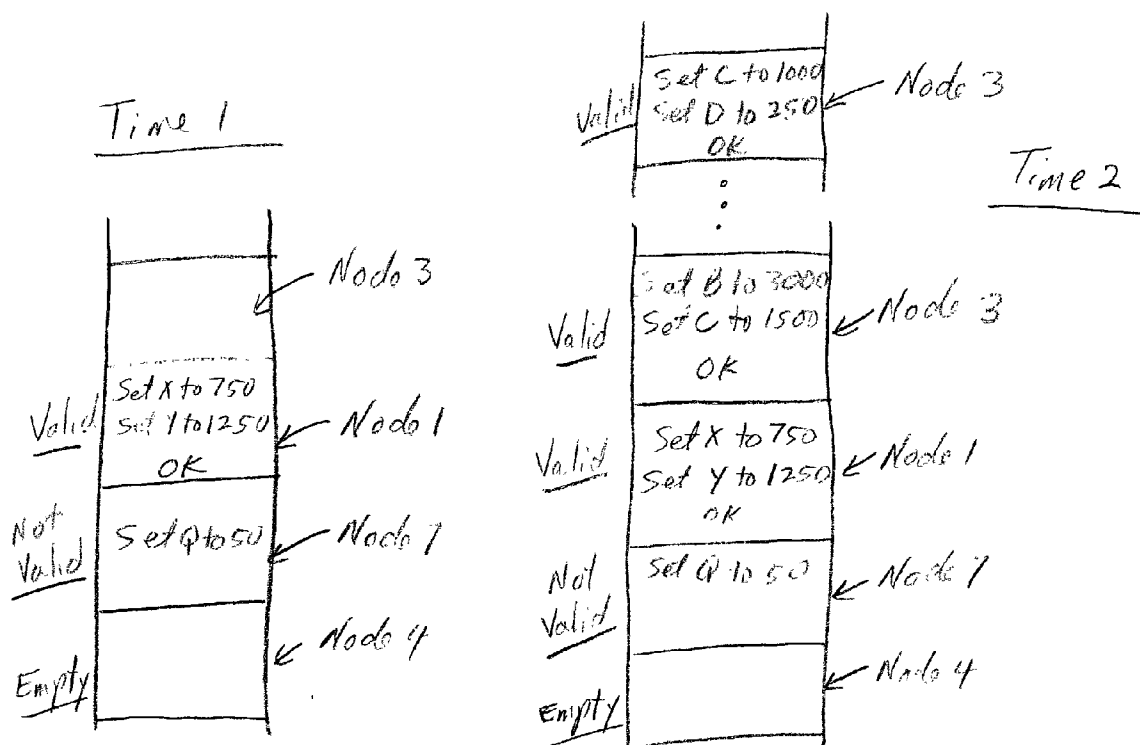 Time 1
Node 3
Valid
Set X to 750
Set Y to 1250
OK
Node 1
Not
Valid
Set Q to 50
Node 7
Empty
Node 4
Time 2
Valid
Set C to 1000
Set D to 250
OK
Node 3
Valid
Set B to 3000
Set C to 1500
OK
Node 3
Valid
Set X to 750
Set Y to 1250
OK
Node 1
Not
Valid
Set Q to 50
Node 7
Empty
Node 4